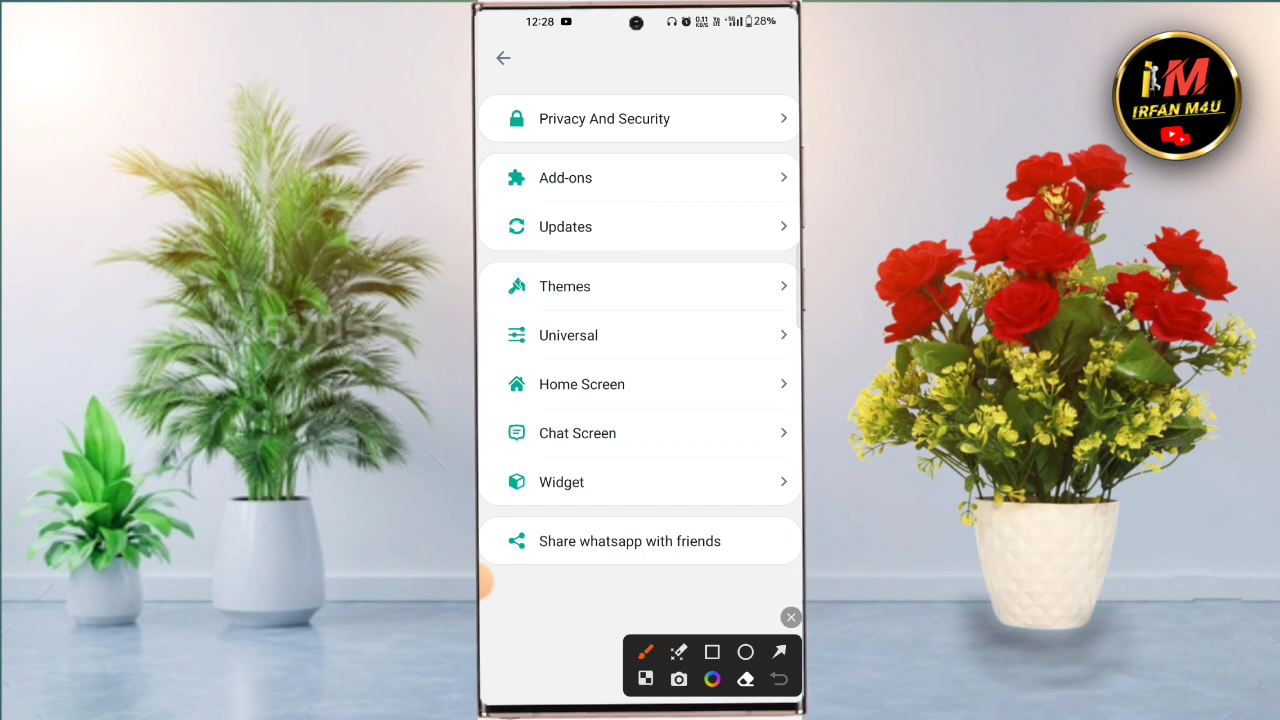 12:28
28%
Privacy And Security
Add-ons
Updates
Themes
Universal
Home Screen
Chat Screen
Widget
Share whatsapp with friends
iM
IRFAN M4U